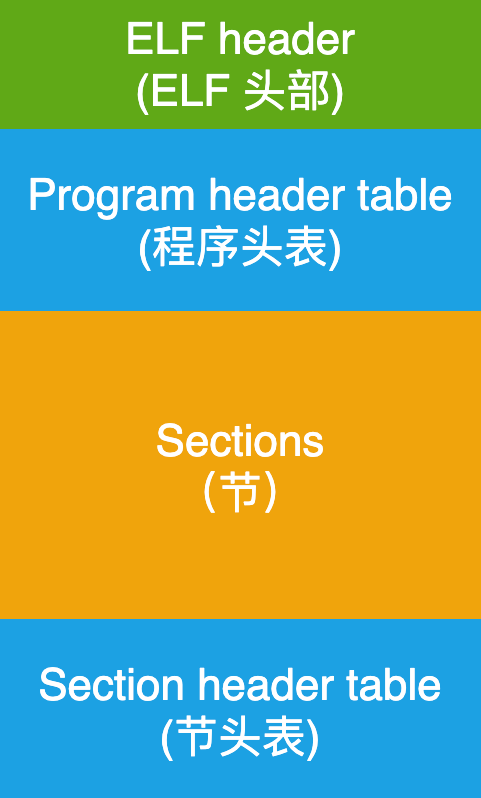 ELF header
(ELF 头部)
Program header table
(程序头表)
Sections
（节）
Section header table
(节头表)